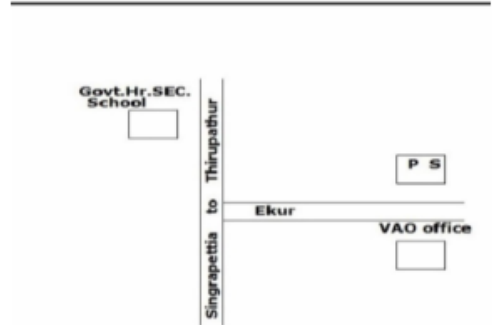 Govt.Hr.SEC.
School
Singrapettia to Thirupathur
P S
Ekur
VAO office